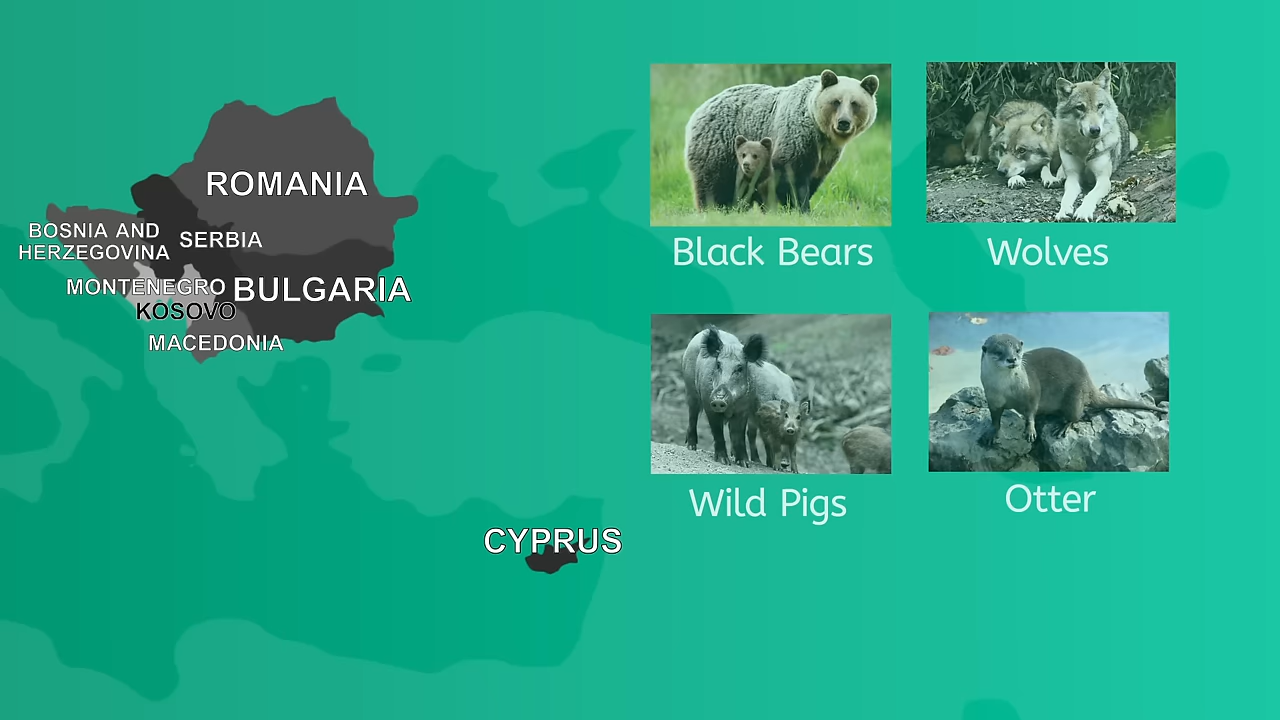 ROMANIA
BOSNIA AND
HERZEGOVINA
SERBIA
MONTENEGRO
BULGARIA
KOSOVO
MACEDONIA
CYPRUS
Black Bears
Wolves
Wild Pigs
Otter